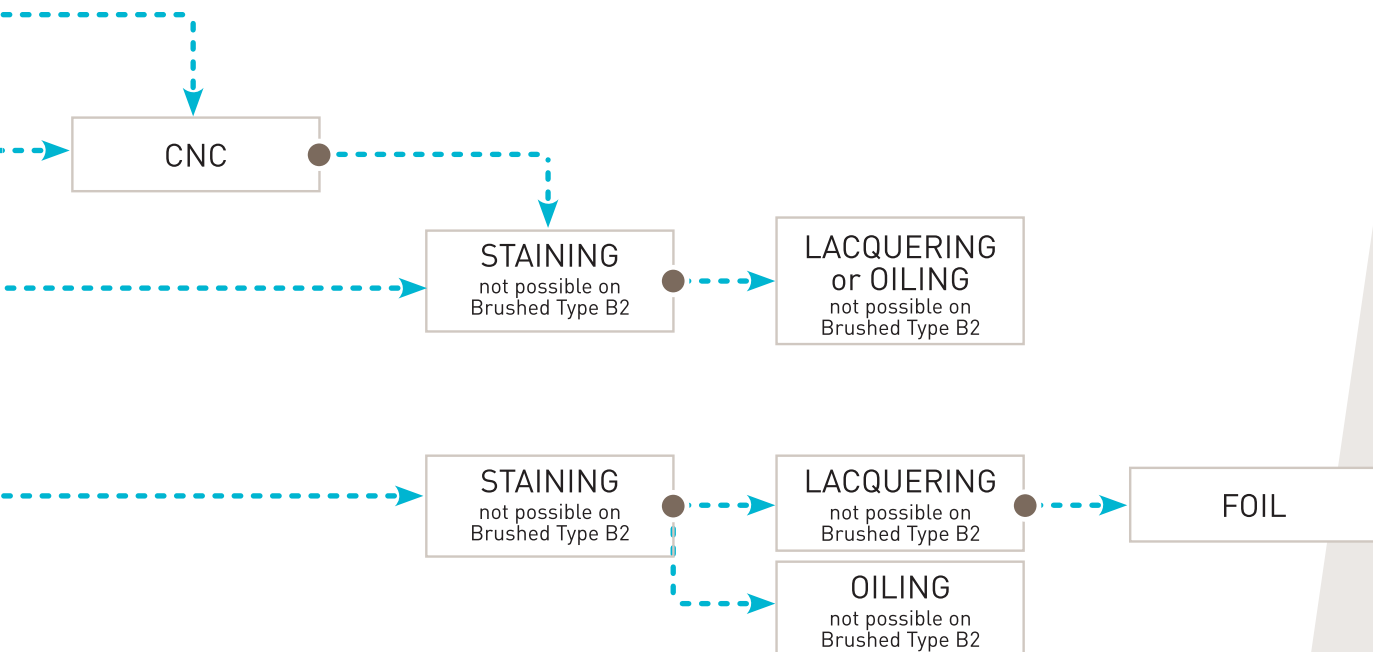 CNC
STAINING
not possible on
Brushed Type B2
LACQUERING
or OILING
not possible on
Brushed Type B2
STAINING
not possible on
Brushed Type B2
LACQUERING
not possible on
Brushed Type B2
FOIL
OILING
not possible on
Brushed Type B2